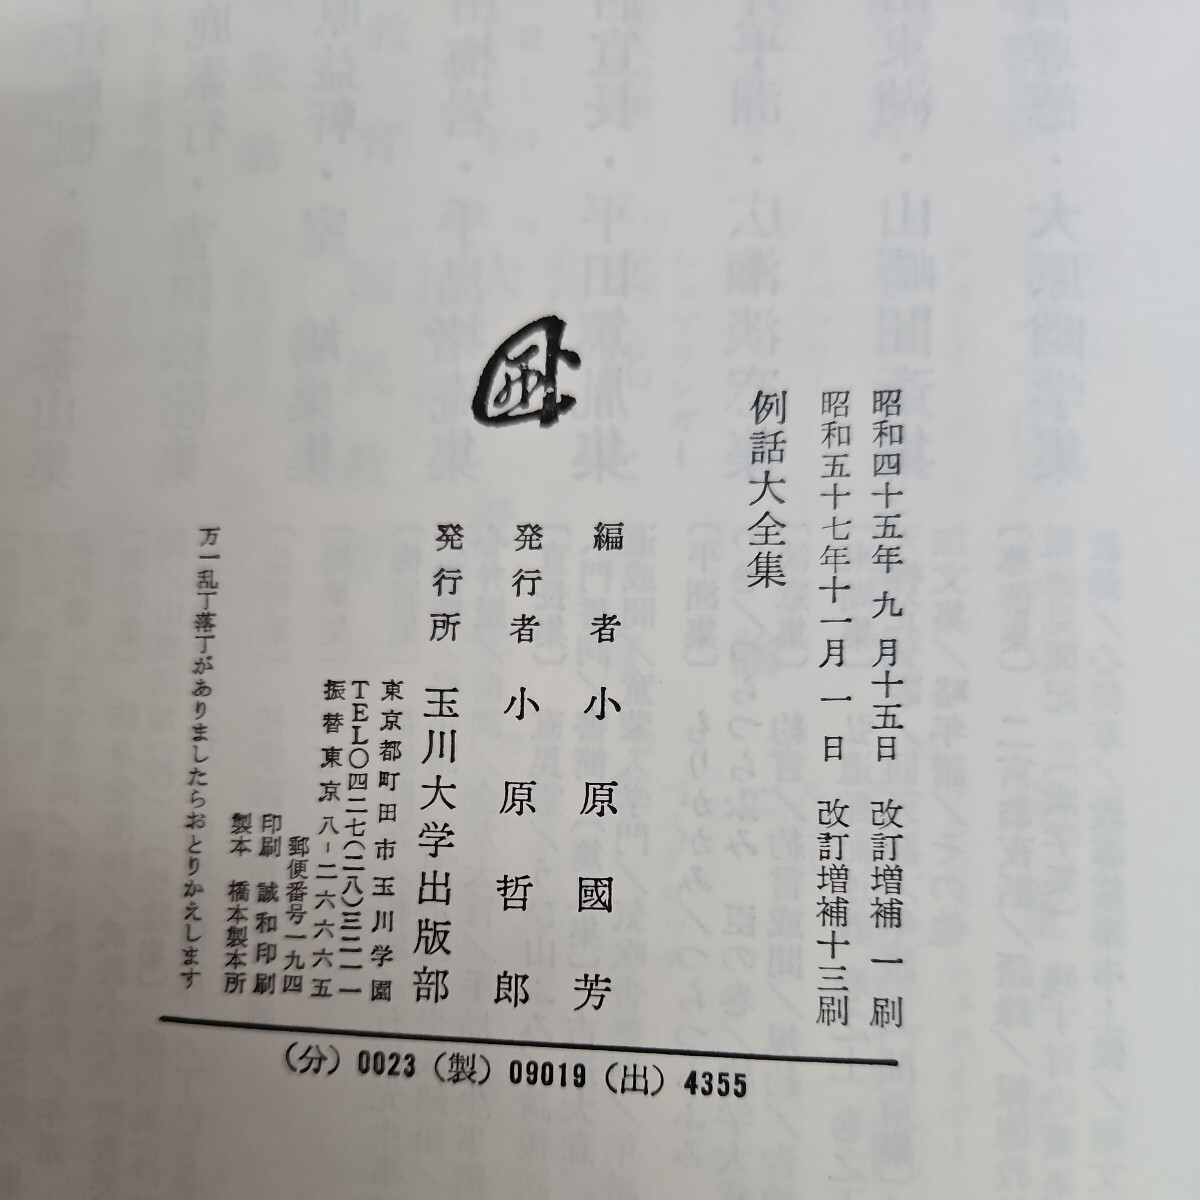 昭和四十五年 九 月十五日 改訂増補 一 刷
昭和五十七年十一月 一 日 改訂増補十三刷
例話大全集
編者 小原國芳
発行者 小原哲郎
発行所 玉川大学出版部
東京都町田市玉川学園
TEL〇四二七(二八)三二一一
振替東京八-二六六六五
郵便番号一九四
印刷 誠和印刷
製本 橋本製本所
万一乱丁落丁がありましたらおとりかえします
(分) 0023 (製) 09019 (出) 4355